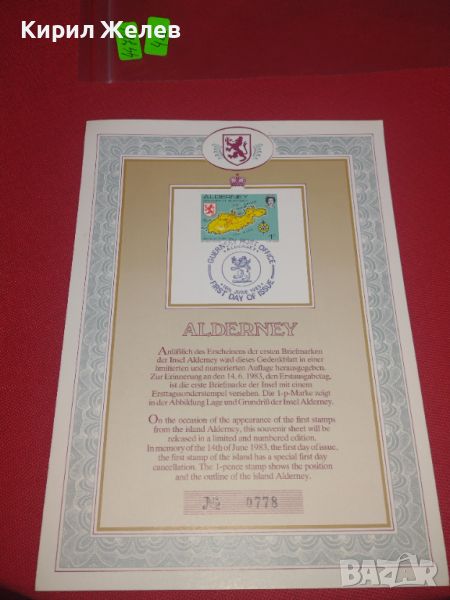 Кирил Желев
ALDERNEY
1P
GUERNSEY POST OFFICE
ALDERNEY
14th JUNE 1983
FIRST DAY OF ISSUE
ALDERNEY
Anläßlich des Erscheinens der ersten Briefmarken
der Insel Alderney wird dieses Gedenkblatt in einer
limitierten und numerierten Auflage herausgegeben.
Zur Erinnerung an den 14. 6. 1983, den Erstausgabetag,
ist die erste Briefmarke der Insel mit einem
Ersttagssonderstempel versehen. Die 1-p-Marke zeigt
in der Abbildung Lage und Grundriß der Insel Alderney.
On the occasion of the appearance of the first stamps
from the island Alderney, this souvenir sheet will be
released in a limited and numbered edition.
In memory of the 14th of June 1983, the first day of issue,
the first stamp of the island has a special first day
cancellation. The 1-pence stamp shows the position
and the outline of the island Alderney.
№ 0778
BAZAR